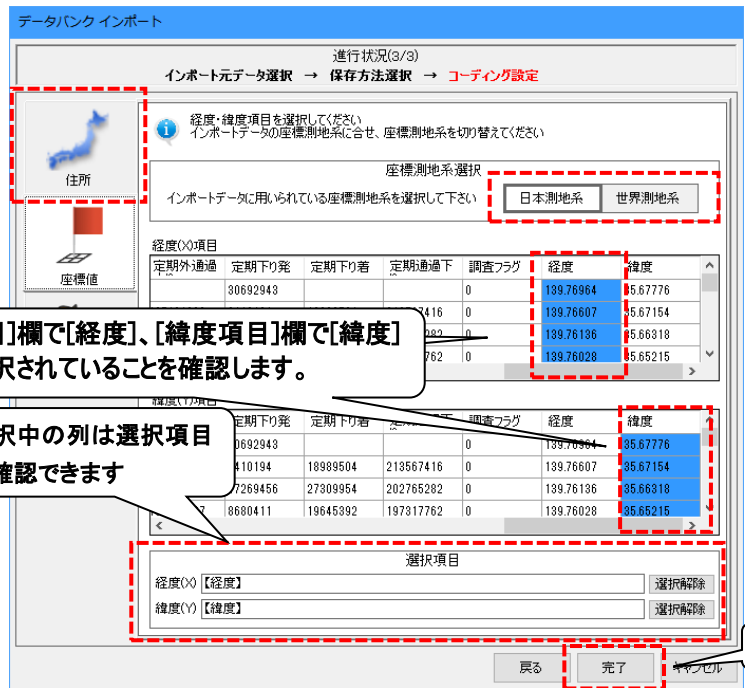 データバンク インポート
進行状況(3/3)
インポート元データ選択 → 保存方法選択 → コーディング設定
経度・緯度項目を選択してください
インポートデータの座標測地系に合せ、座標測地系を切り替えてください
住所
座標値
座標測地系選択
インポートデータに用いられている座標測地系を選択して下さい 日本測地系 世界測地系
経度(X)項目
定期外通過 定期下り発 定期下り着 定期通過下 調査フラグ 経度 緯度
30692943 0 139.76964 35.67776
7416 0 139.76607 35.67154
282 0 139.76136 35.66318
762 0 139.76028 35.65215
]欄で[経度]、[緯度項目]欄で[緯度]
択されていることを確認します。
緯度(Y)項目
定期下り発 定期下り着 調査フラグ 経度 緯度
0692943 0 139.76964 35.67776
410194 18989504 213567416 0 139.76607 35.67154
7269456 27309954 202765282 0 139.76136 35.66318
7 8680411 19645392 197317762 0 139.76028 35.65215
択中の列は選択項目
確認できます
選択項目
経度(X) 【経度】 選択解除
緯度(Y) 【緯度】 選択解除
戻る 完了 キャンセル